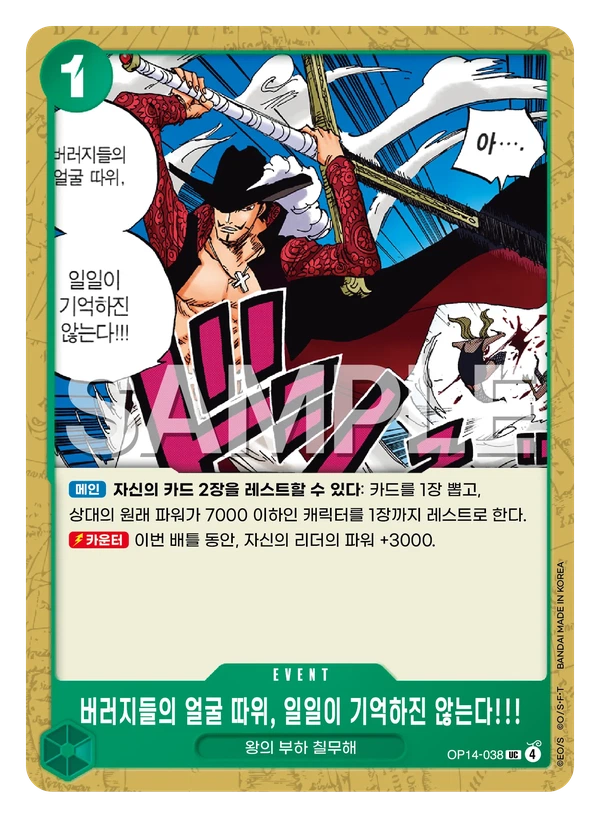 1
버러지들의
얼굴 따위,
아….
일일이
기억하진
않는다!!!
SAMPLE
메인 자신의 카드 2장을 레스트할 수 있다: 카드를 1장 뽑고,
상대의 원래 파워가 7000 이하인 캐릭터를 1장까지 레스트로 한다.
카운터 이번 배틀 동안, 자신의 리더의 파워 +3000.
EVENT
버러지들의 얼굴 따위, 일일이 기억하진 않는다!!!
왕의 부하 칠무해
OP14-038 UC 4
©EO/S ©O/S·F·T BANDAI MADE IN KOREA